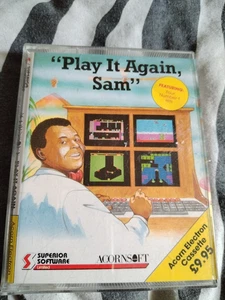 "Play It Again,
Sam"
FEATURING
SUPERIOR
SOFTWARE
Limited
ACORNSOFT
Acorn Electron
Cassette
£9.95